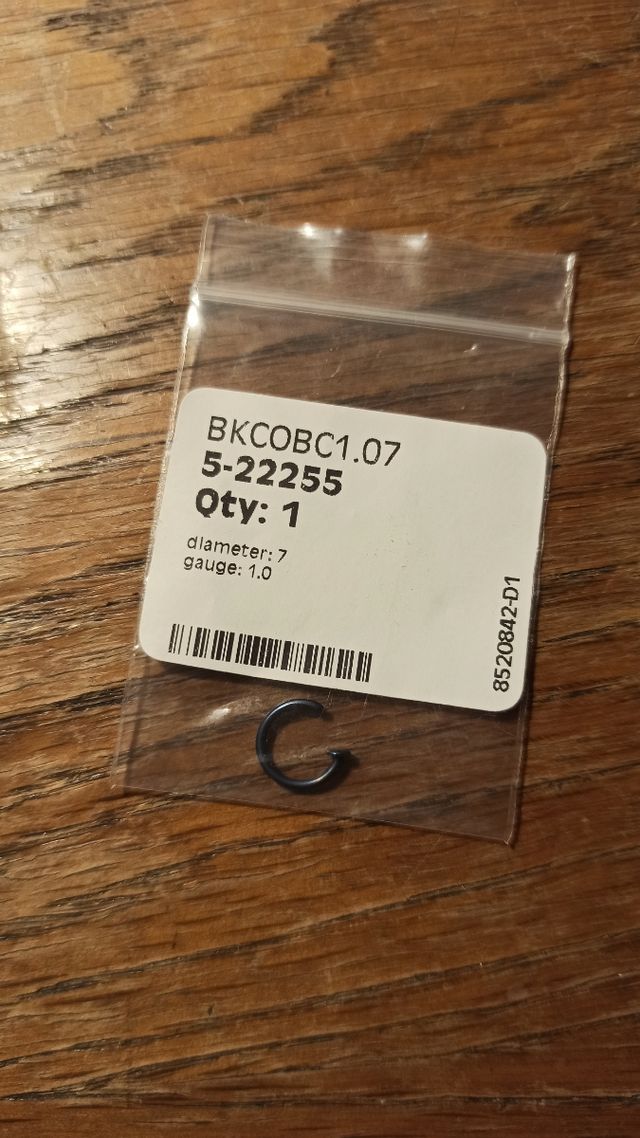 BKCOBC1.07
5-22255
Qty: 1
diameter: 7
gauge: 1.0
8520842-D1